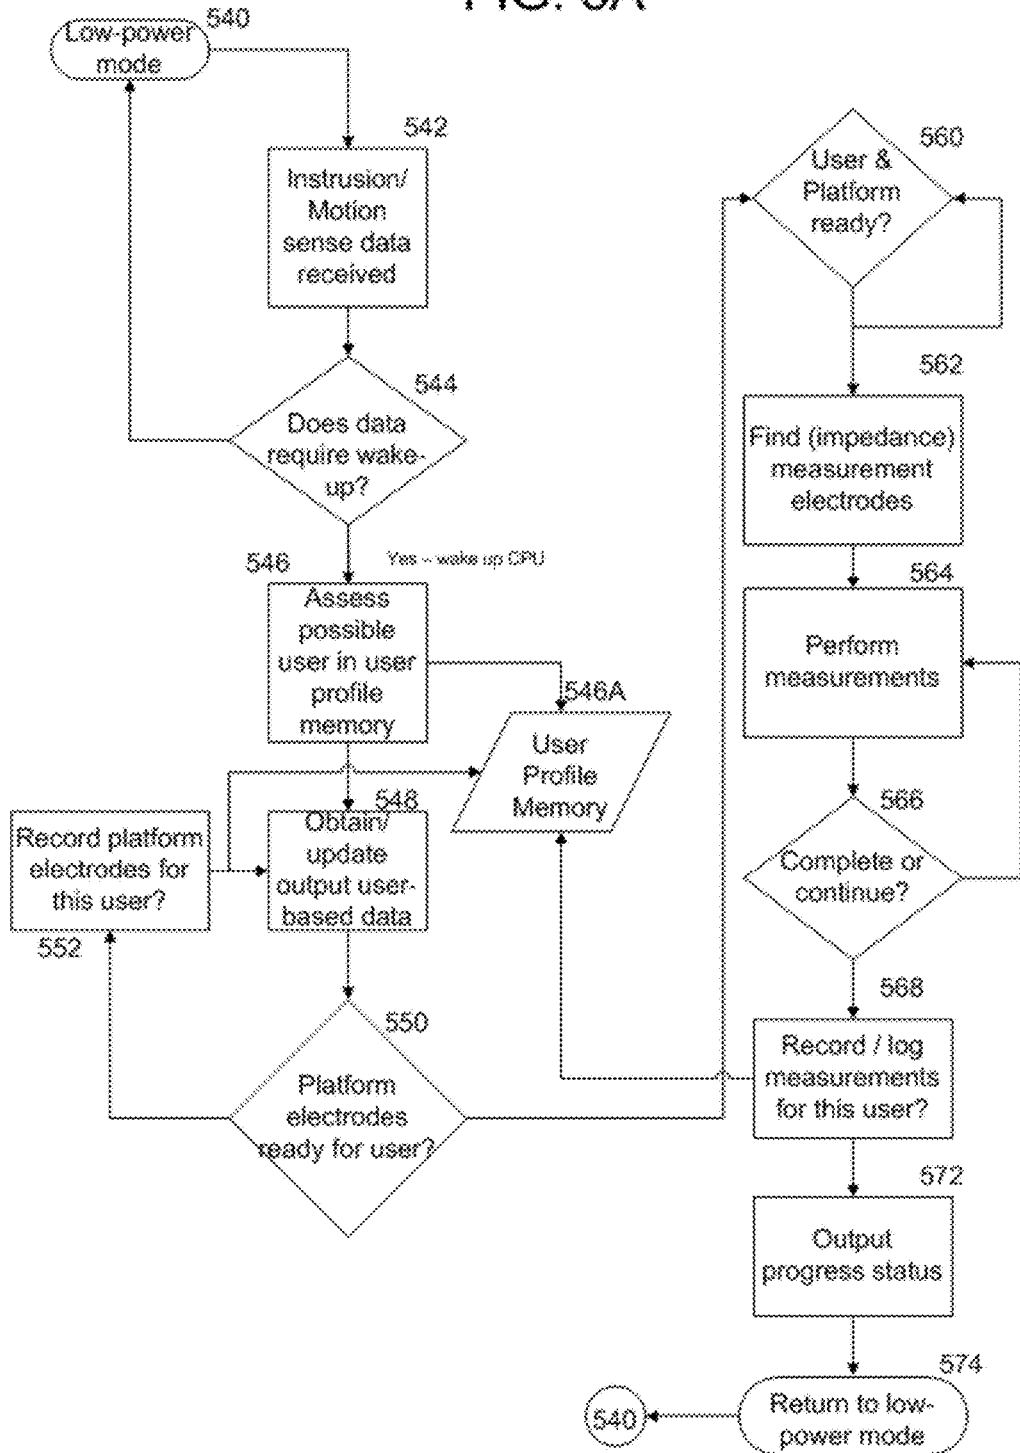 540
Low-power
mode
542
Instrusion/
Motion
sense data
received
544
Does data
require wake-
up?
Yes – wake up CPU
546
Assess
possible
user in user
profile
memory
546A
User
Profile
Memory
548
Obtain/
update
output user-
based data
Record platform
electrodes for
this user?
552
550
Platform
electrodes
ready for user?
560
User &
Platform
ready?
562
Find (impedance)
measurement
electrodes
564
Perform
measurements
566
Complete or
continue?
568
Record / log
measurements
for this user?
572
Output
progress status
574
Return to low-
power mode
540